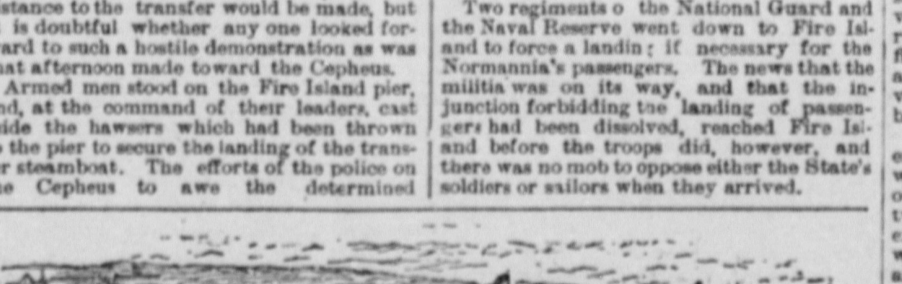 stance to the transfer would be made, but
is doubtful whether any one looked for-
ard to such a hostile demonstration as was
hat afternoon made toward the Cepheus.
Armed men stood on the Fire Island pier,
nd, at the command of their leaders, cast
ide the hawsers which had been thrown
the pier to secure the landing of the trans-
er steamboat. The efforts of the police on
e Cepheus to awe the determined
Two regiments o the National Guard and
the Naval Reserve went down to Fire Isl-
and to force a landing if necessary for the
Normannia's passengers. The news that the
militia was on its way, and that the in-
junction forbidding the landing of passen-
gers had been dissolved, reached Fire Isl-
and before the troops did, however, and
there was no mob to oppose either the State's
soldiers or sailors when they arrived.